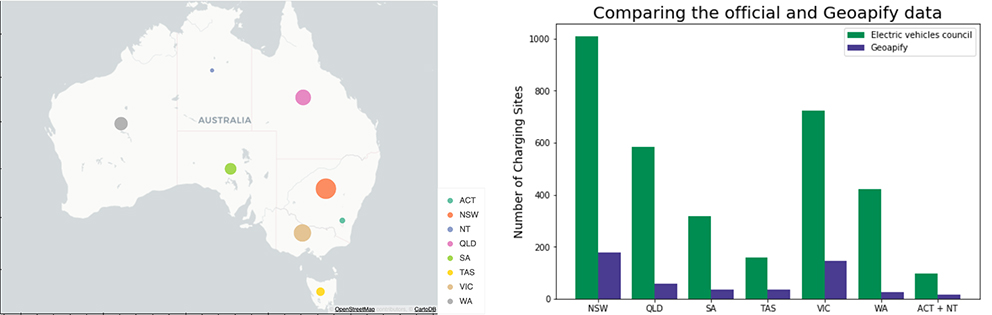 AUSTRALIA
© OpenStreetMap contributors, © CartoDB
ACT
NSW
NT
QLD
SA
TAS
VIC
WA
Comparing the official and Geoapify data
Electric vehicles council
Geoapify
Number of Charging Sites
1000
800
600
400
200
0
NSW
QLD
SA
TAS
VIC
WA
ACT + NT